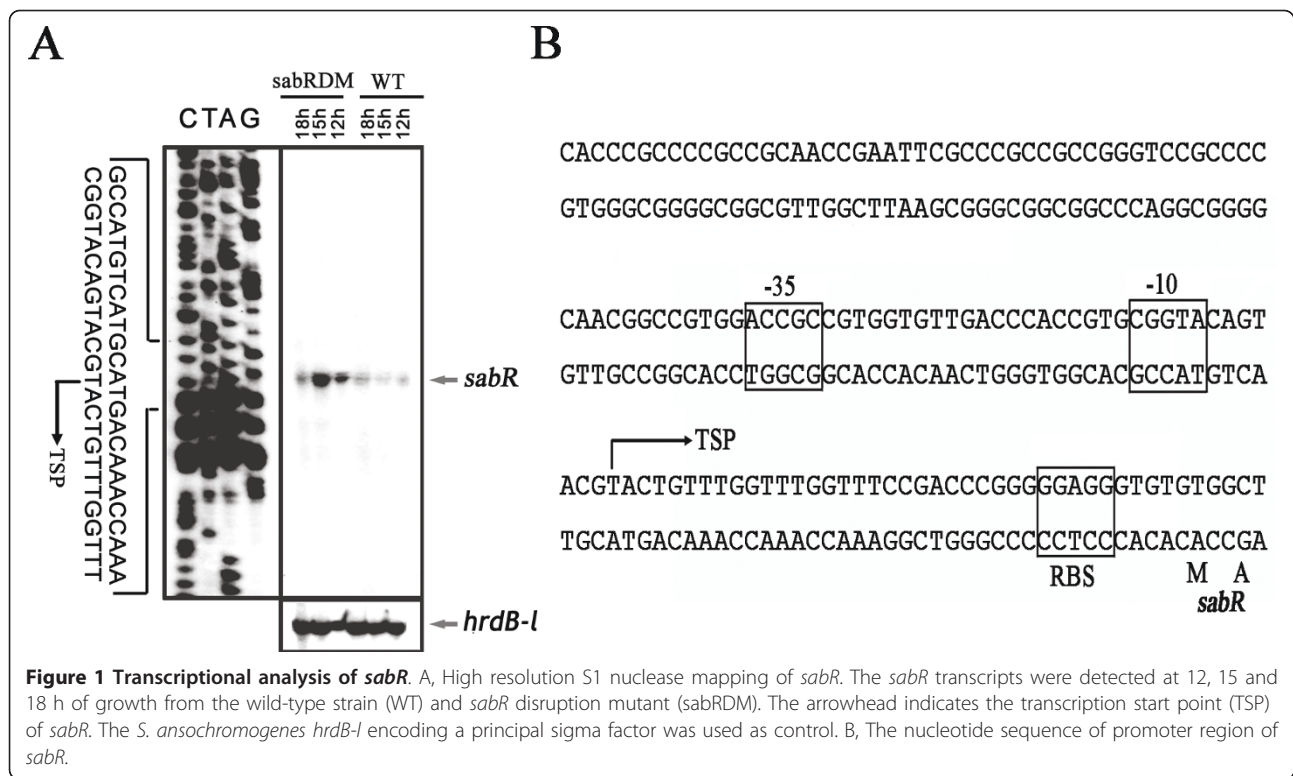 A
B
sabRDM WT
18h 15h 12h 18h 15h 12h
CTAG
GCCATGTCATGCATGACAAACCAAA
CGGTACAGTACGTACTGTTTGGTTT
TSP
sabR
hrdB-l
CACCCGCCCCGCCGCAACCGAATTCGCCCGCCGCCGGGTCCGCCCC
GTGGGCGGGGCGGCGTTGGCTTAAGCGGGCGGCGGCCCAGGCGGGG
-35 -10
CAACGGCCGTGGACCGCCGTGGTGTTGACCCACCGTGCGGTACAGT
GTTGCCGGCACCTGGCGGCACCACAACTGGGTGGCACGCCATGTCA
TSP
ACGTACTGTTTGGTTTGGTTTCCGACCCGGGGGAGGGTGTGTGGCT
TGCATGACAAACCAAACCAAAGGCTGGGCCCCCTCCCACACACCGA
RBS M A
sabR
Figure 1 Transcriptional analysis of sabR. A, High resolution S1 nuclease mapping of sabR. The sabR transcripts were detected at 12, 15 and
18 h of growth from the wild-type strain (WT) and sabR disruption mutant (sabRDM). The arrowhead indicates the transcription start point (TSP)
of sabR. The S. ansochromogenes hrdB-l encoding a principal sigma factor was used as control. B, The nucleotide sequence of promoter region of
sabR.